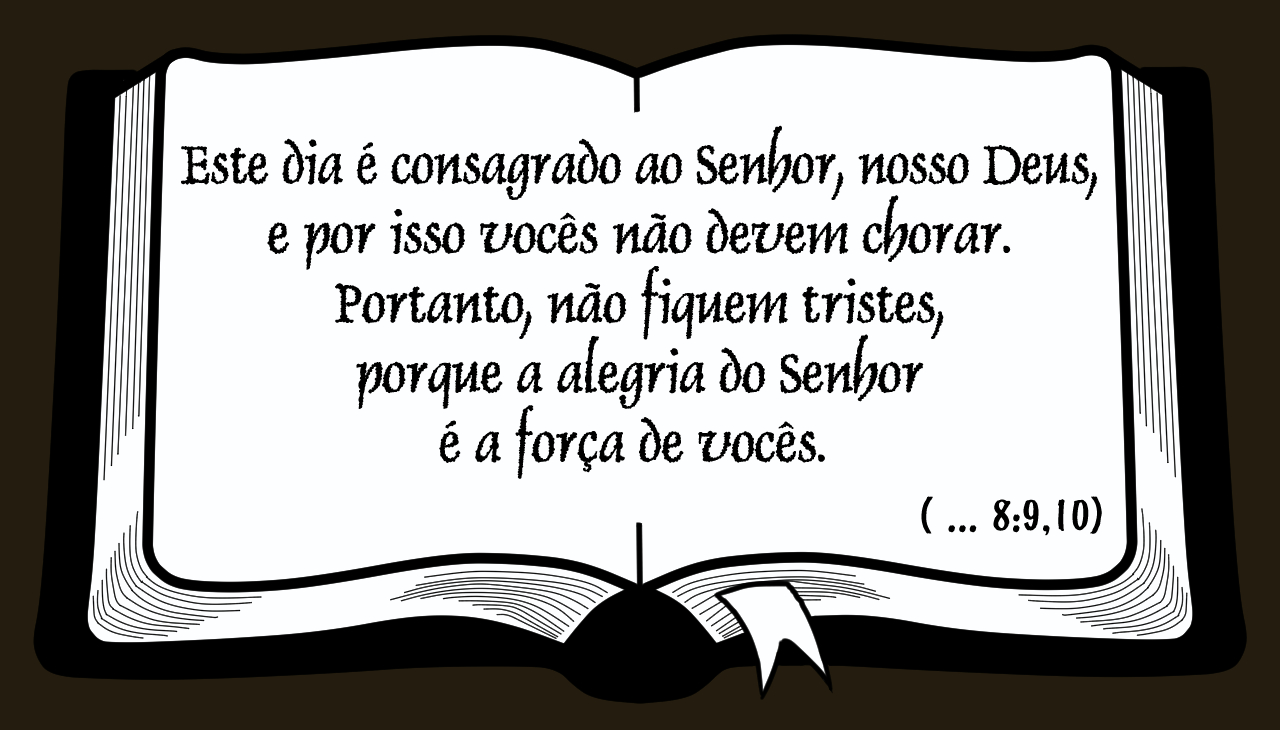 Este dia é consagrado ao Senhor, nosso Deus,
e por isso vocês não devem chorar.
Portanto, não fiquem tristes,
porque a alegria do Senhor
é a força de vocês.
( ... 8:9,10)